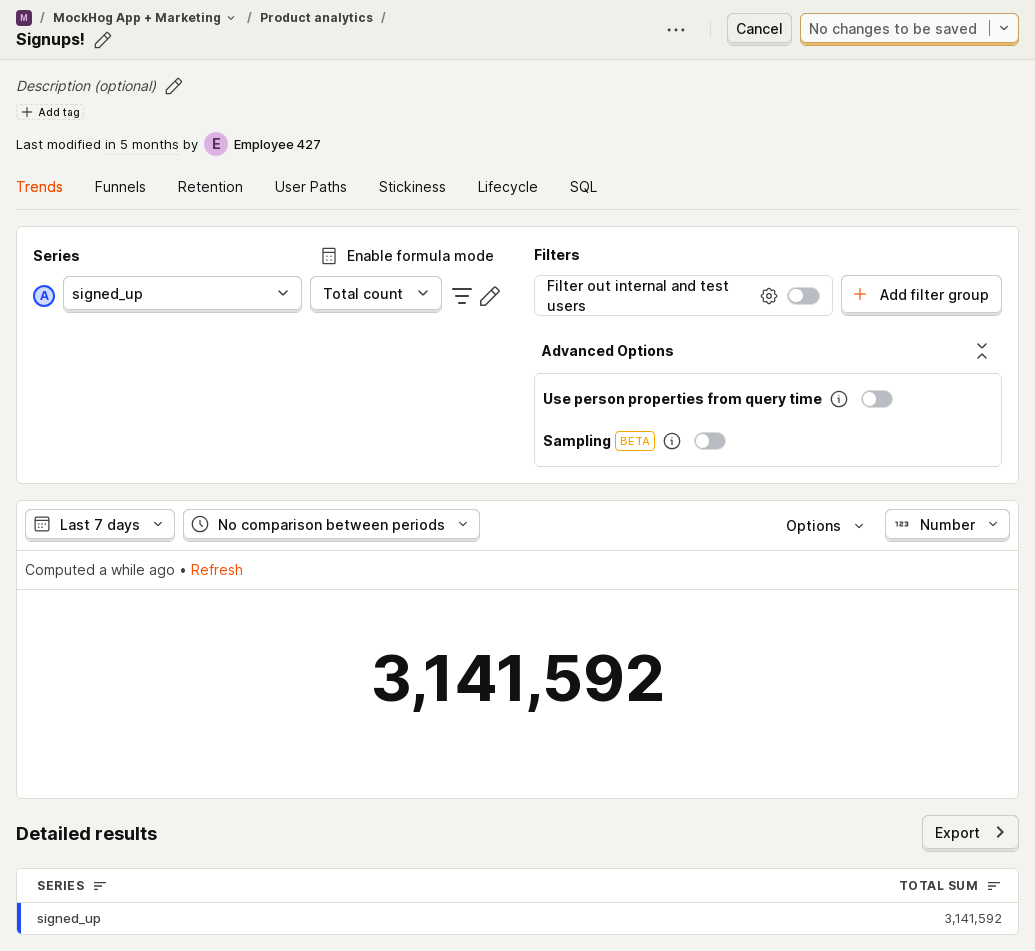 M / MockHog App + Marketing / Product analytics /
Signups!
Cancel
No changes to be saved
Description (optional)
Add tag
Last modified in 5 months by E Employee 427
Trends Funnels Retention User Paths Stickiness Lifecycle SQL
Series
Enable formula mode
A signed_up
Total count
Filters
Filter out internal and test
users
Add filter group
Advanced Options
Use person properties from query time
Sampling BETA
Last 7 days
No comparison between periods
Options
123 Number
Computed a while ago • Refresh
3,141,592
Detailed results
Export
SERIES TOTAL SUM
signed_up 3,141,592